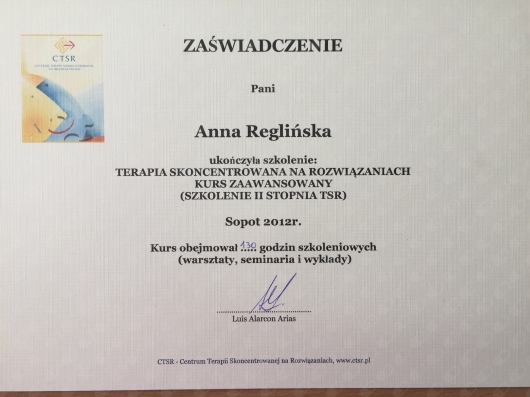 CTSR
ZAŚWIADCZENIE
Pani
Anna Reglińska
ukończyła szkolenie:
TERAPIA SKONCENTROWANA NA ROZWIĄZANIACH
KURS ZAAWANSOWANY
(SZKOLENIE II STOPNIA TSR)
Sopot 2012r.
Kurs obejmował 130 godzin szkoleniowych
(warsztaty, seminaria i wykłady)
Luis Alarcon Arias
CTSR - Centrum Terapii Skoncentrowanej na Rozwiązaniach, www.ctsr.pl